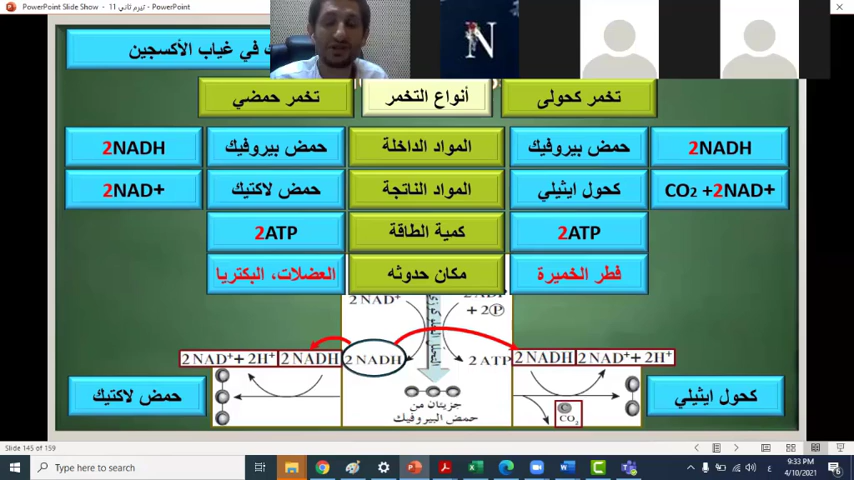 PowerPoint Slide Show - تيرم تاني 11 - PowerPoint
في غياب الأكسجين
N
تخمر كحولى
أنواع التخمر
تخمر حمضي
2NADH
حمض بيروفيك
المواد الداخلة
حمض بيروفيك
2NADH
CO2 +2NAD+
كحول ايثيلي
المواد الناتجة
حمض لاكتيك
2NAD+
2ATP
كمية الطاقة
2ATP
فطر الخميرة
مكان حدوثه
العضلات، البكتريا
2 NAD+
+ 2P
2 NAD+ + 2H+
2 NADH
2 NADH
2 ATP
2 NADH
2 NAD+ + 2H+
كحول ايثيلي
C
CO2
جزيتان من
حمض البيروفيك
حمض لاكتيك
Slide 145 of 159
Type here to search
ع
9:33 PM
4/10/2021
6